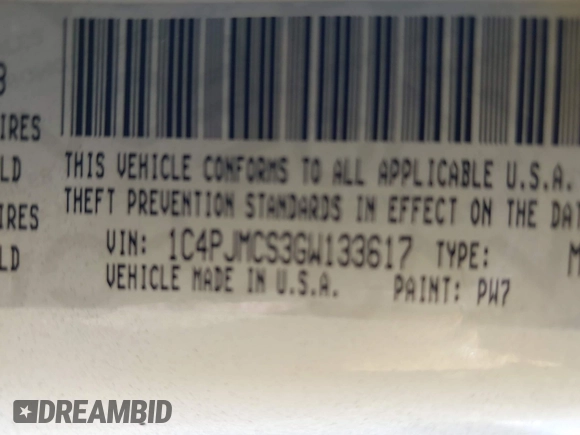 3
IRES
LD
IRES
LD
THIS VEHICLE CONFORMS TO ALL APPLICABLE U.S.A.
THEFT PREVENTION STANDARDS IN EFFECT ON THE DAT
VIN: 1C4PJMCS3GW133617 TYPE: M
VEHICLE MADE IN U.S.A. PAINT: PW7
DREAMBID